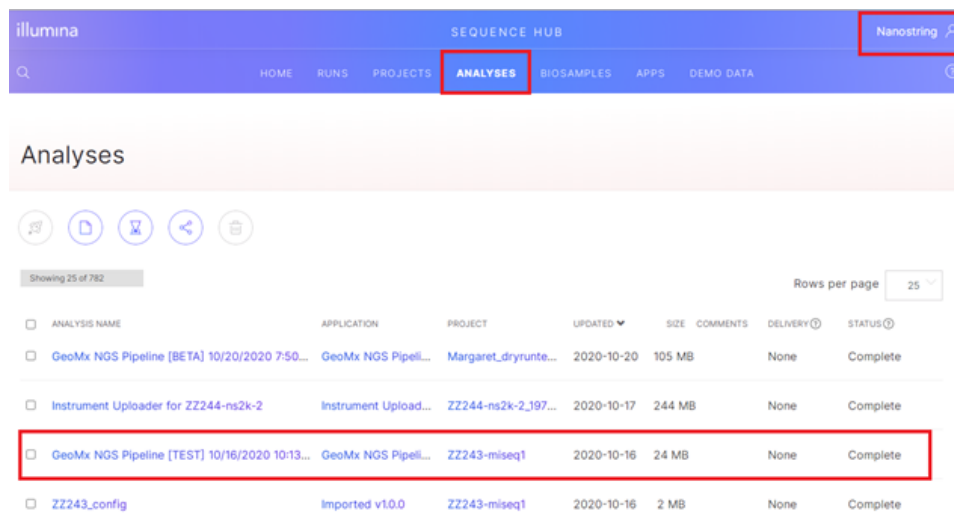 illumina SEQUENCE HUB Nanostring
HOME RUNS PROJECTS ANALYSES BIOSAMPLES APPS DEMO DATA
Analyses
Showing 25 of 782
Rows per page 25
ANALYSIS NAME APPLICATION PROJECT UPDATED SIZE COMMENTS DELIVERY STATUS
GeoMx NGS Pipeline [BETA] 10/20/2020 7:50... GeoMx NGS Pipeli... Margaret_dryrunte... 2020-10-20 105 MB None Complete
Instrument Uploader for ZZ244-ns2k-2 Instrument Upload... ZZ244-ns2k-2_197... 2020-10-17 244 MB None Complete
GeoMx NGS Pipeline [TEST] 10/16/2020 10:13... GeoMx NGS Pipeli... ZZ243-miseq1 2020-10-16 24 MB None Complete
ZZ243_config Imported v1.0.0 ZZ243-miseq1 2020-10-16 2 MB None Complete